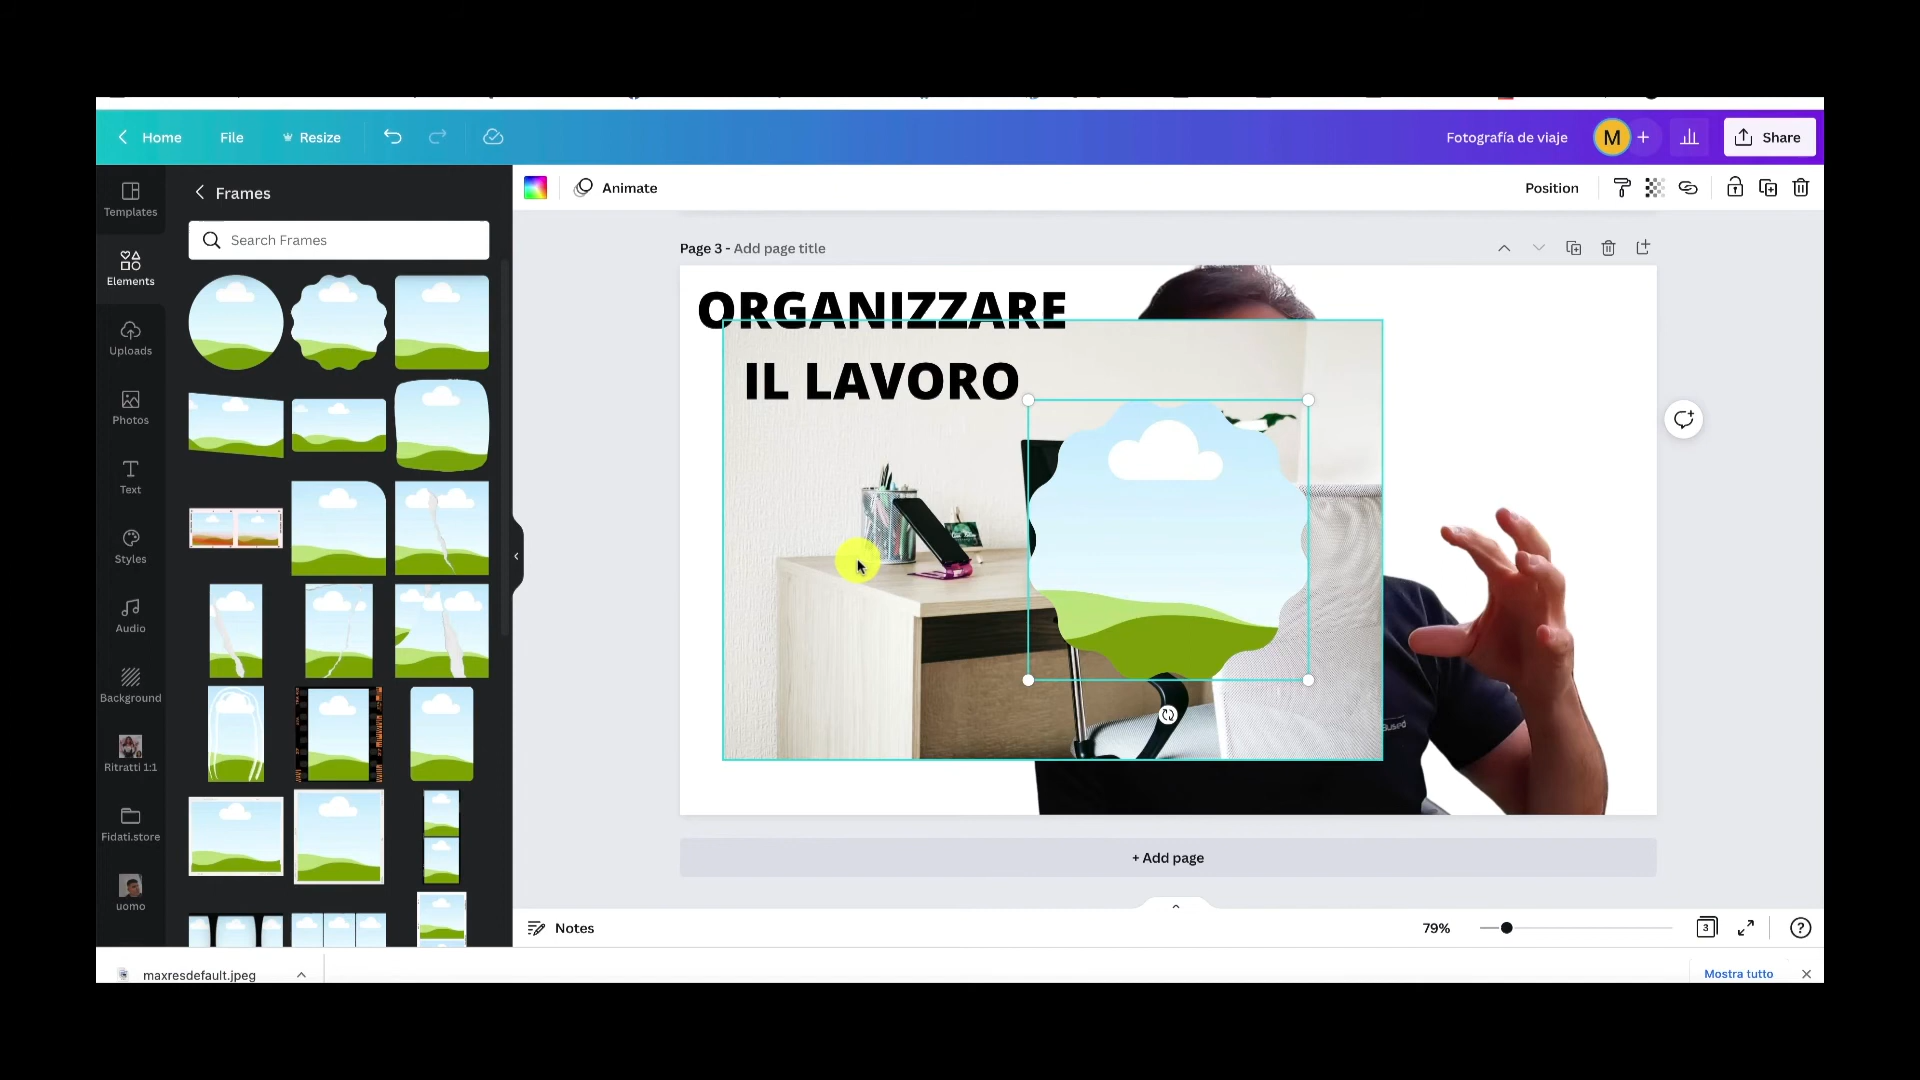 Home
File
Resize
Fotografía de viaje
M
+
Share
Templates
Elements
Uploads
Photos
Text
Styles
Audio
Background
Ritratti 1:1
Fidati.store
uomo
Frames
Search Frames
Animate
Position
Page 3 - Add page title
ORGANIZZARE
IL LAVORO
+ Add page
Notes
79%
3
?
maxresdefault.jpeg
Mostra tutto